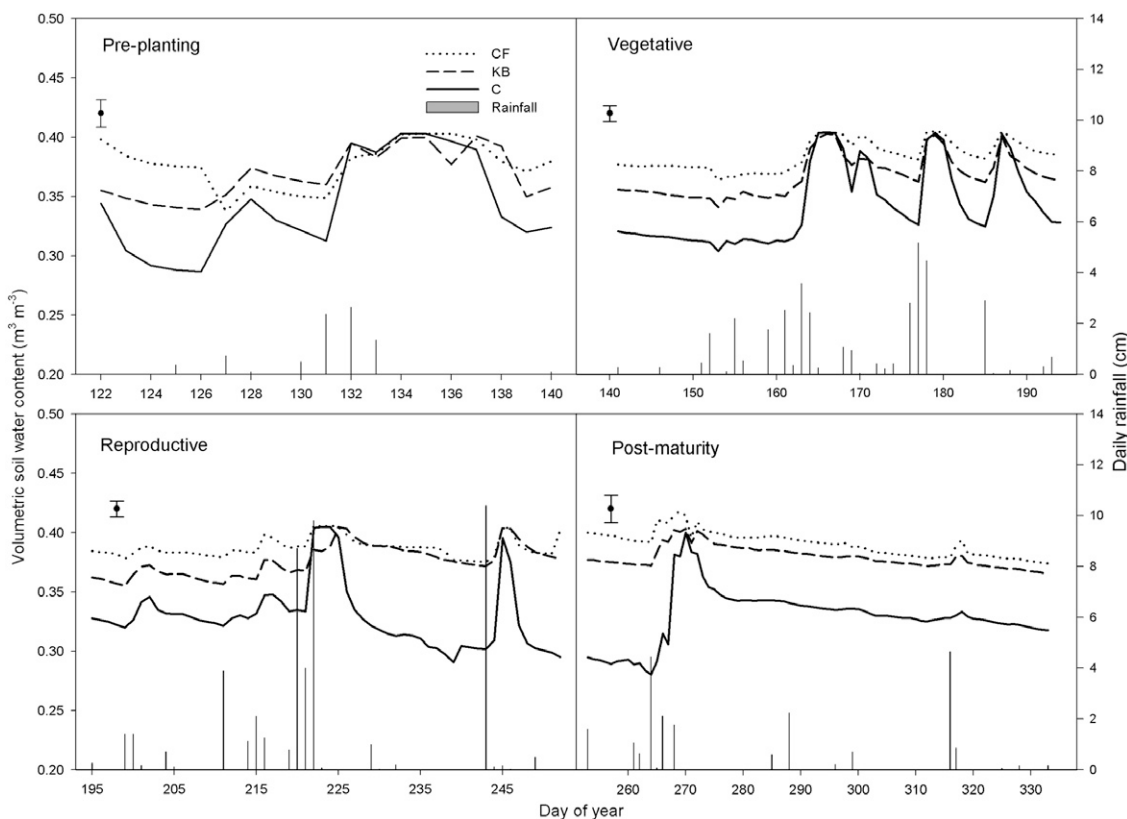 Pre-planting
CF
KB
C
Rainfall
0.50
0.45
0.40
0.35
0.30
0.25
0.20
122 124 126 128 130 132 134 136 138 140
Vegetative
14
12
10
8
6
4
2
0
140 150 160 170 180 190
Reproductive
0.50
0.45
0.40
0.35
0.30
0.25
0.20
195 205 215 225 235 245
Post-maturity
14
12
10
8
6
4
2
0
260 270 280 290 300 310 320 330
Volumetric soil water content (m³ m⁻³)
Daily rainfall (cm)
Day of year